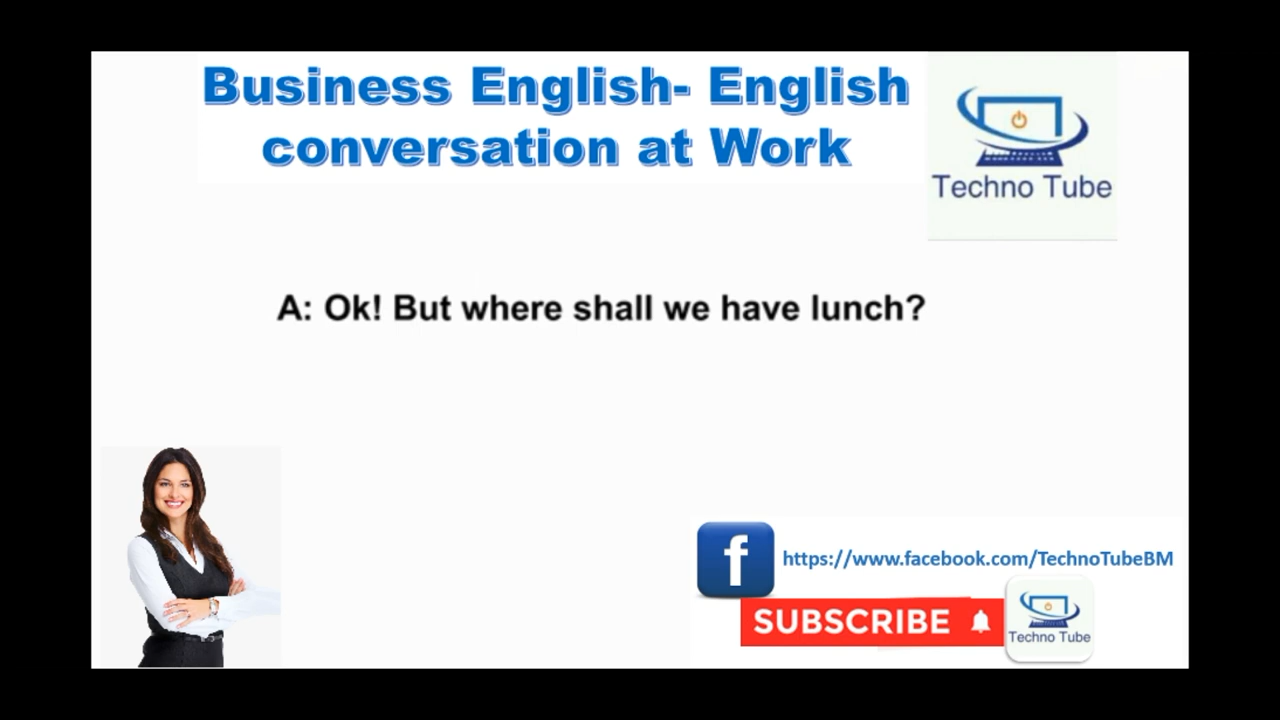 Business English- English
conversation at Work
Techno Tube
A: Ok! But where shall we have lunch?
f
https://www.facebook.com/TechnoTubeBM
SUBSCRIBE
Techno Tube